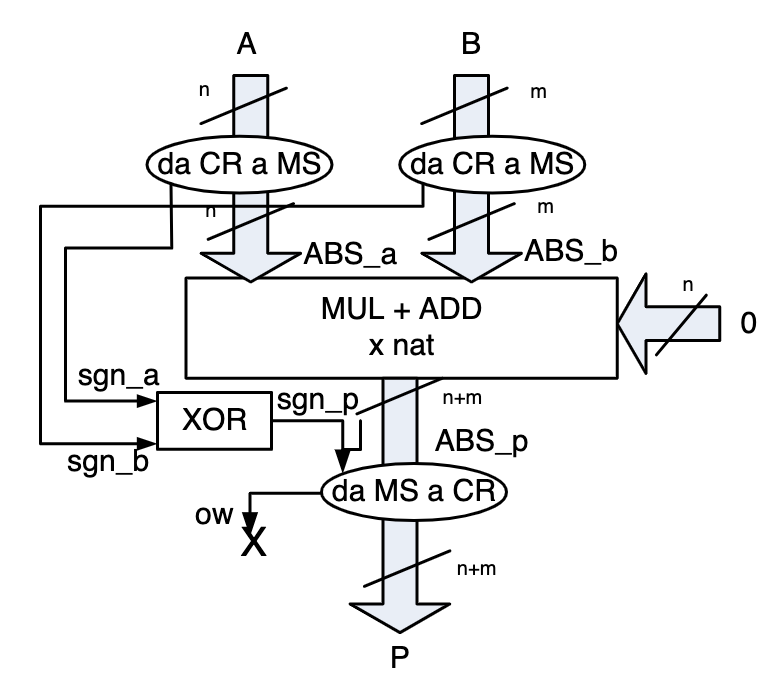 A
B
n
m
da CR a MS
da CR a MS
n
m
ABS_a
ABS_b
MUL + ADD
x nat
n
0
sgn_a
XOR
sgn_p
n+m
sgn_b
ABS_p
da MS a CR
ow
X
n+m
P